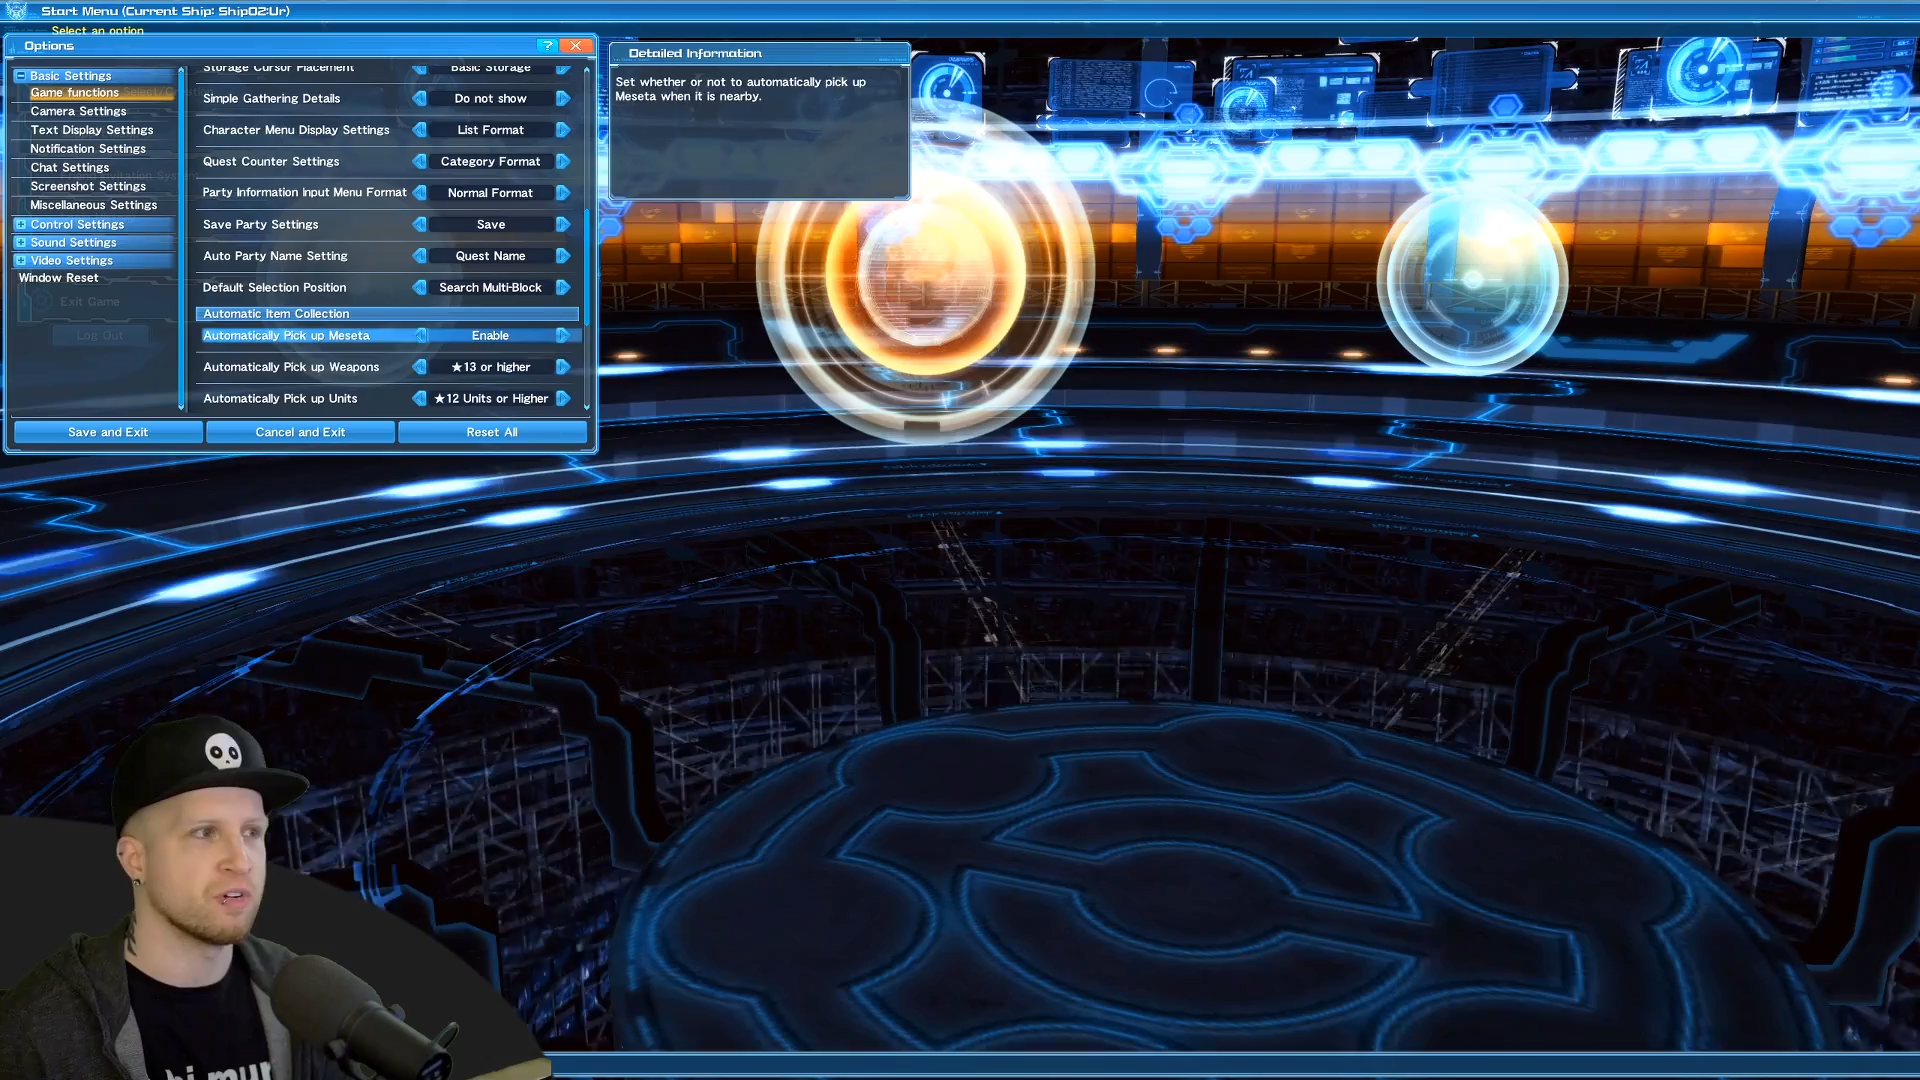 Start Menu (Current Ship: Ship02:Ur)
Select an option
Options
?
Basic Settings
Game functions
Camera Settings
Text Display Settings
Notification Settings
Chat Settings
Screenshot Settings
Miscellaneous Settings
Control Settings
Sound Settings
Video Settings
Window Reset
Exit Game
Log Out
Storage Cursor Placement Basic Storage
Simple Gathering Details Do not show
Character Menu Display Settings List Format
Quest Counter Settings Category Format
Party Information Input Menu Format Normal Format
Save Party Settings Save
Auto Party Name Setting Quest Name
Default Selection Position Search Multi-Block
Automatic Item Collection
Automatically Pick up Meseta Enable
Automatically Pick up Weapons ★13 or higher
Automatically Pick up Units ★12 Units or Higher
Save and Exit Cancel and Exit Reset All
Detailed Information
Set whether or not to automatically pick up
Meseta when it is nearby.